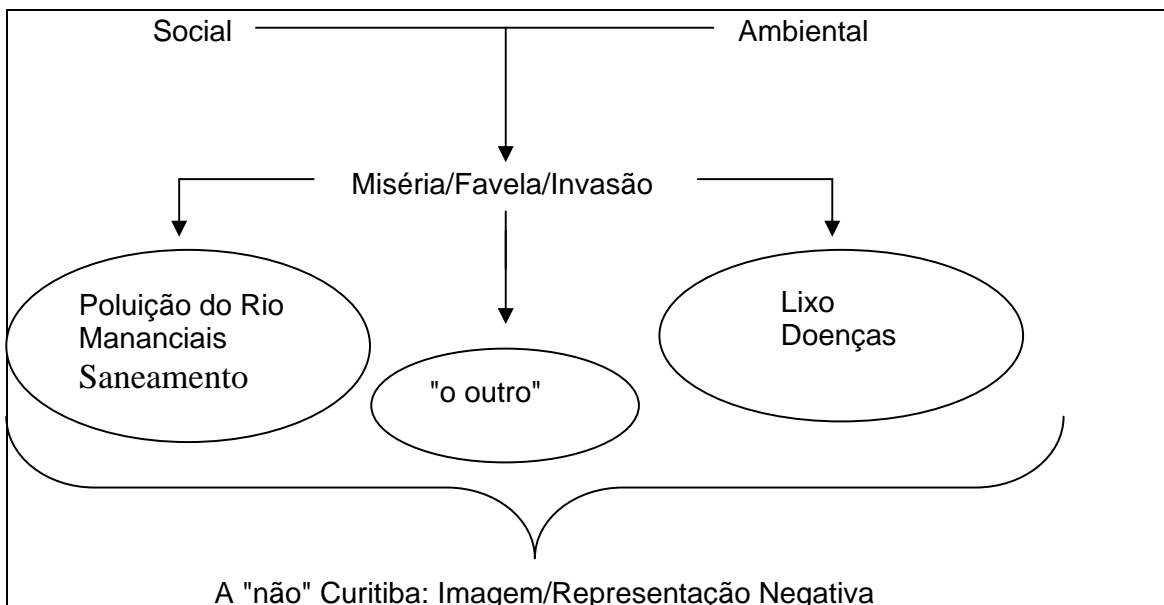 Social Ambiental
Miséria/Favela/Invasão
Poluição do Rio
Mananciais
Saneamento
"o outro"
Lixo
Doenças
A "não" Curitiba: Imagem/Representação Negativa